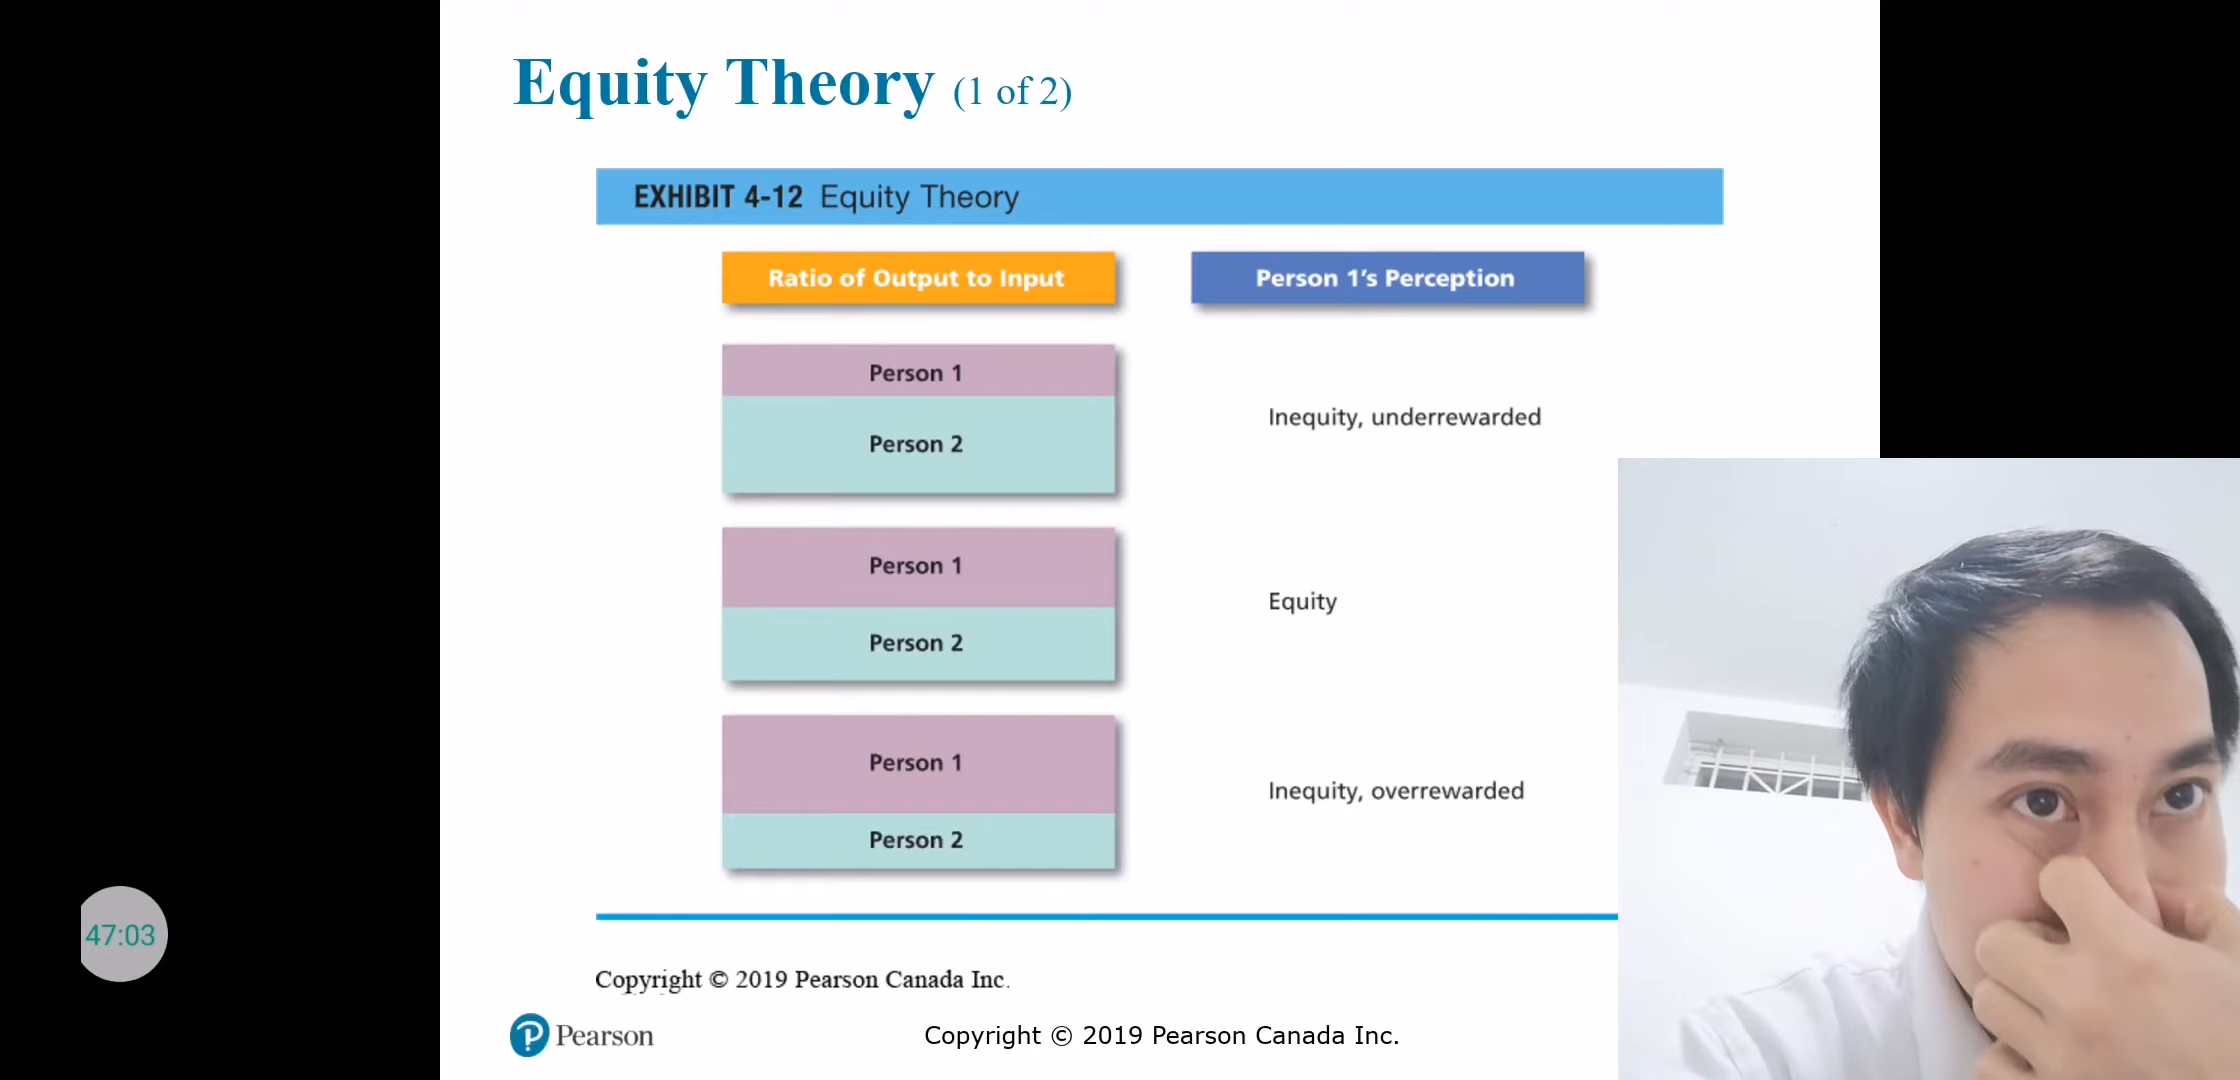 Equity Theory (1 of 2)
EXHIBIT 4-12 Equity Theory
Ratio of Output to Input
Person 1's Perception
Person 1
Person 2
Inequity, underrewarded
Person 1
Person 2
Equity
Person 1
Person 2
Inequity, overrewarded
47:03
Copyright © 2019 Pearson Canada Inc.
Pearson
Copyright © 2019 Pearson Canada Inc.